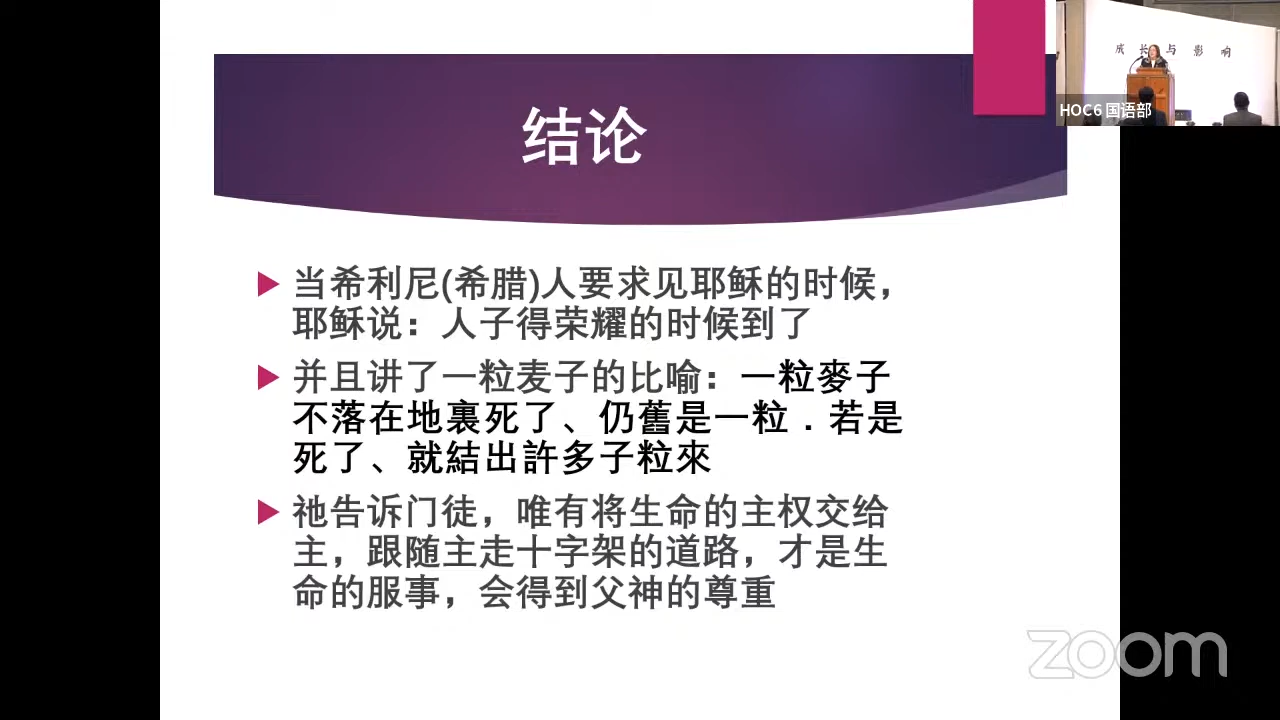 结论
当希利尼(希腊)人要求见耶稣的时候，
耶稣说：人子得荣耀的时候到了
并且讲了一粒麦子的比喻：一粒麥子
不落在地裏死了、仍舊是一粒．若是
死了、就結出許多子粒來
祂告诉门徒，唯有将生命的主权交给
主，跟随主走十字架的道路，才是生
命的服事，会得到父神的尊重
成长与影响
HOC6 国语部
zoom